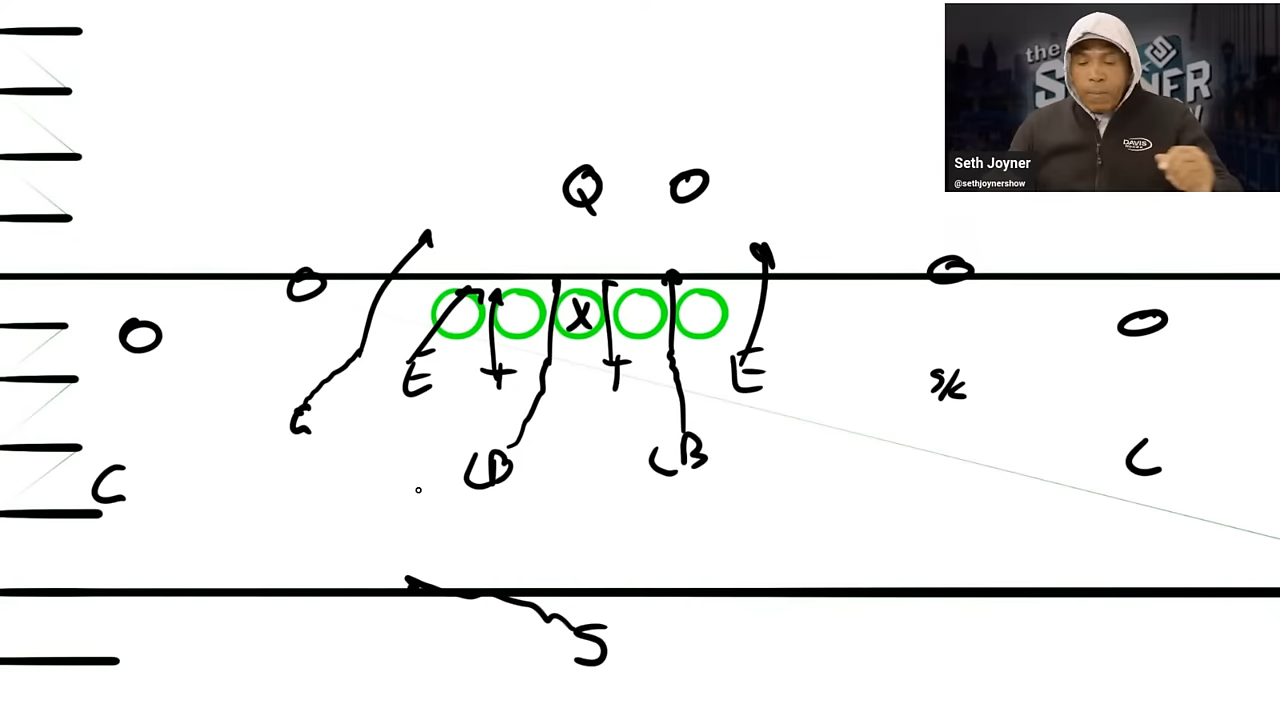 the
DAVIS
Seth Joyner
@sethjoynershow
Q
X
E T T E
S/C
C
LB LB
C
C
S